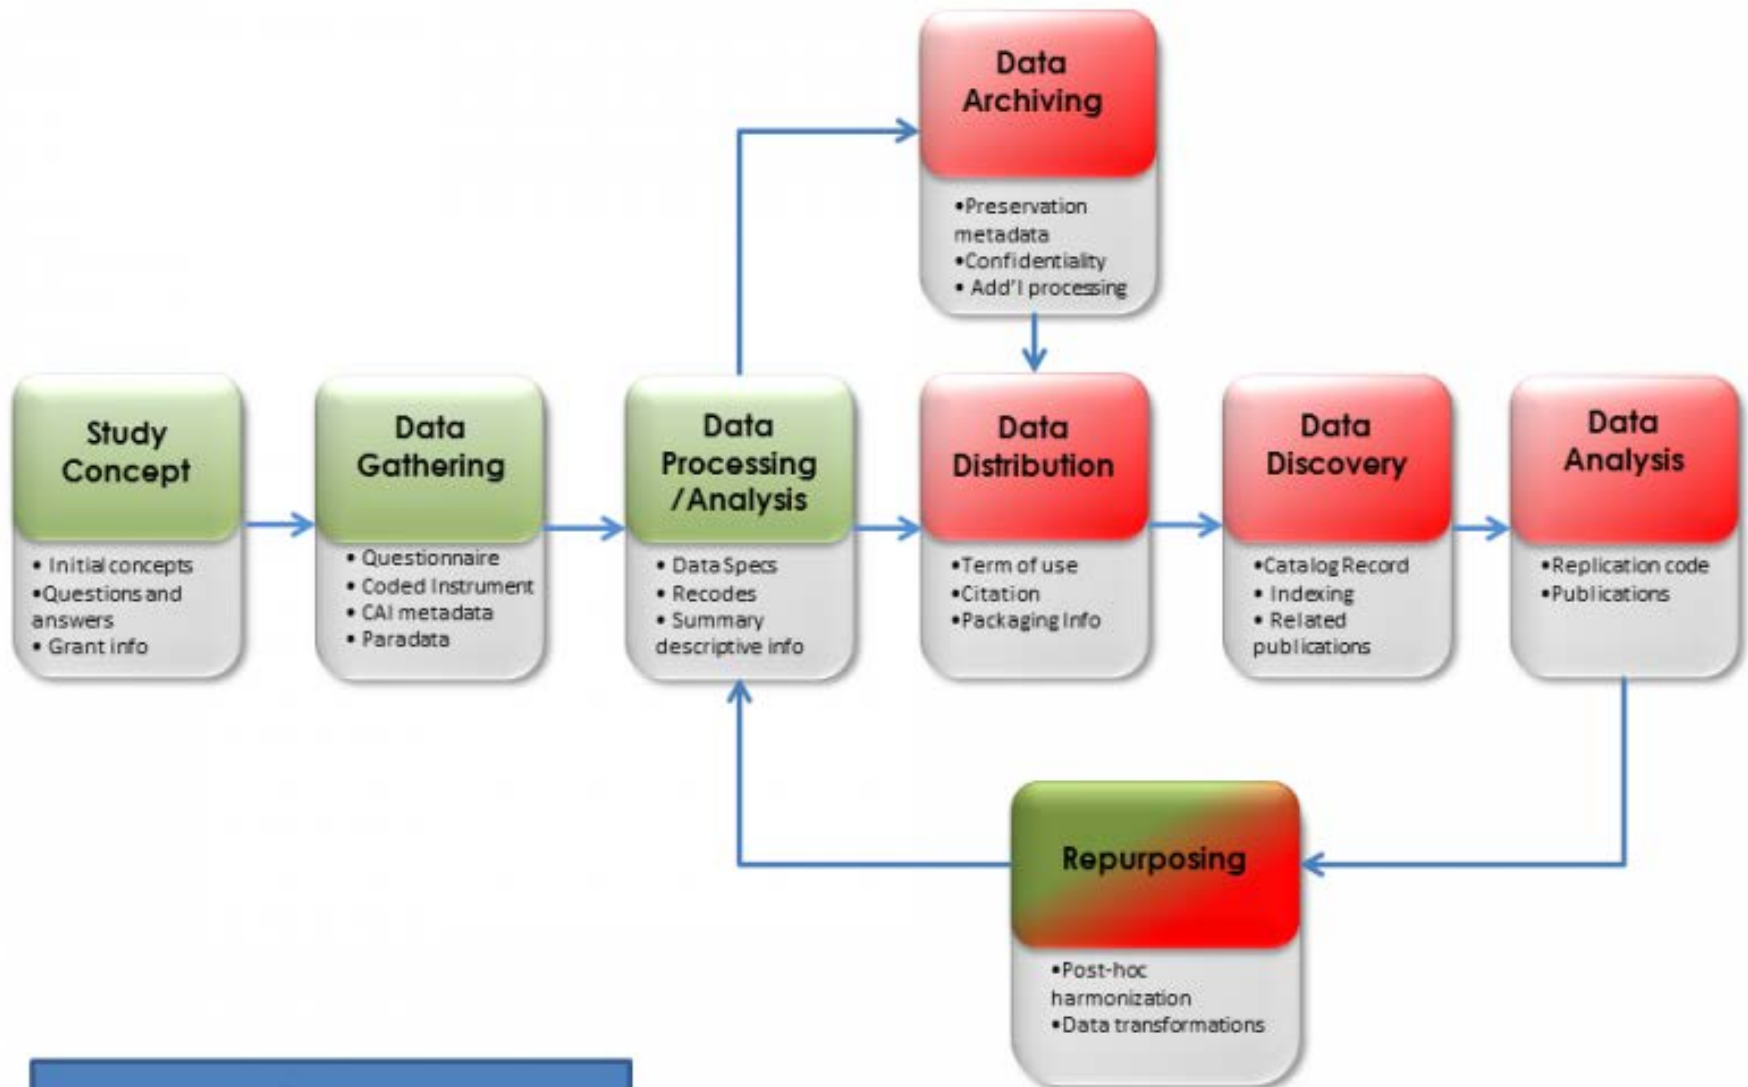 Data
Archiving
•Preservation
metadata
•Confidentiality
• Add'l processing
Study
Concept
• Initial concepts
•Questions and
answers
• Grant info
Data
Gathering
• Questionnaire
• Coded Instrument
• CAI metadata
• Paradata
Data
Processing
/Analysis
• Data Specs
• Recodes
• Summary
descriptive info
Data
Distribution
•Term of use
•Citation
•Packaging Info
Data
Discovery
•Catalog Record
• Indexing
• Related
publications
Data
Analysis
•Replication code
•Publications
Repurposing
•Post-hoc
harmonization
•Data transformations